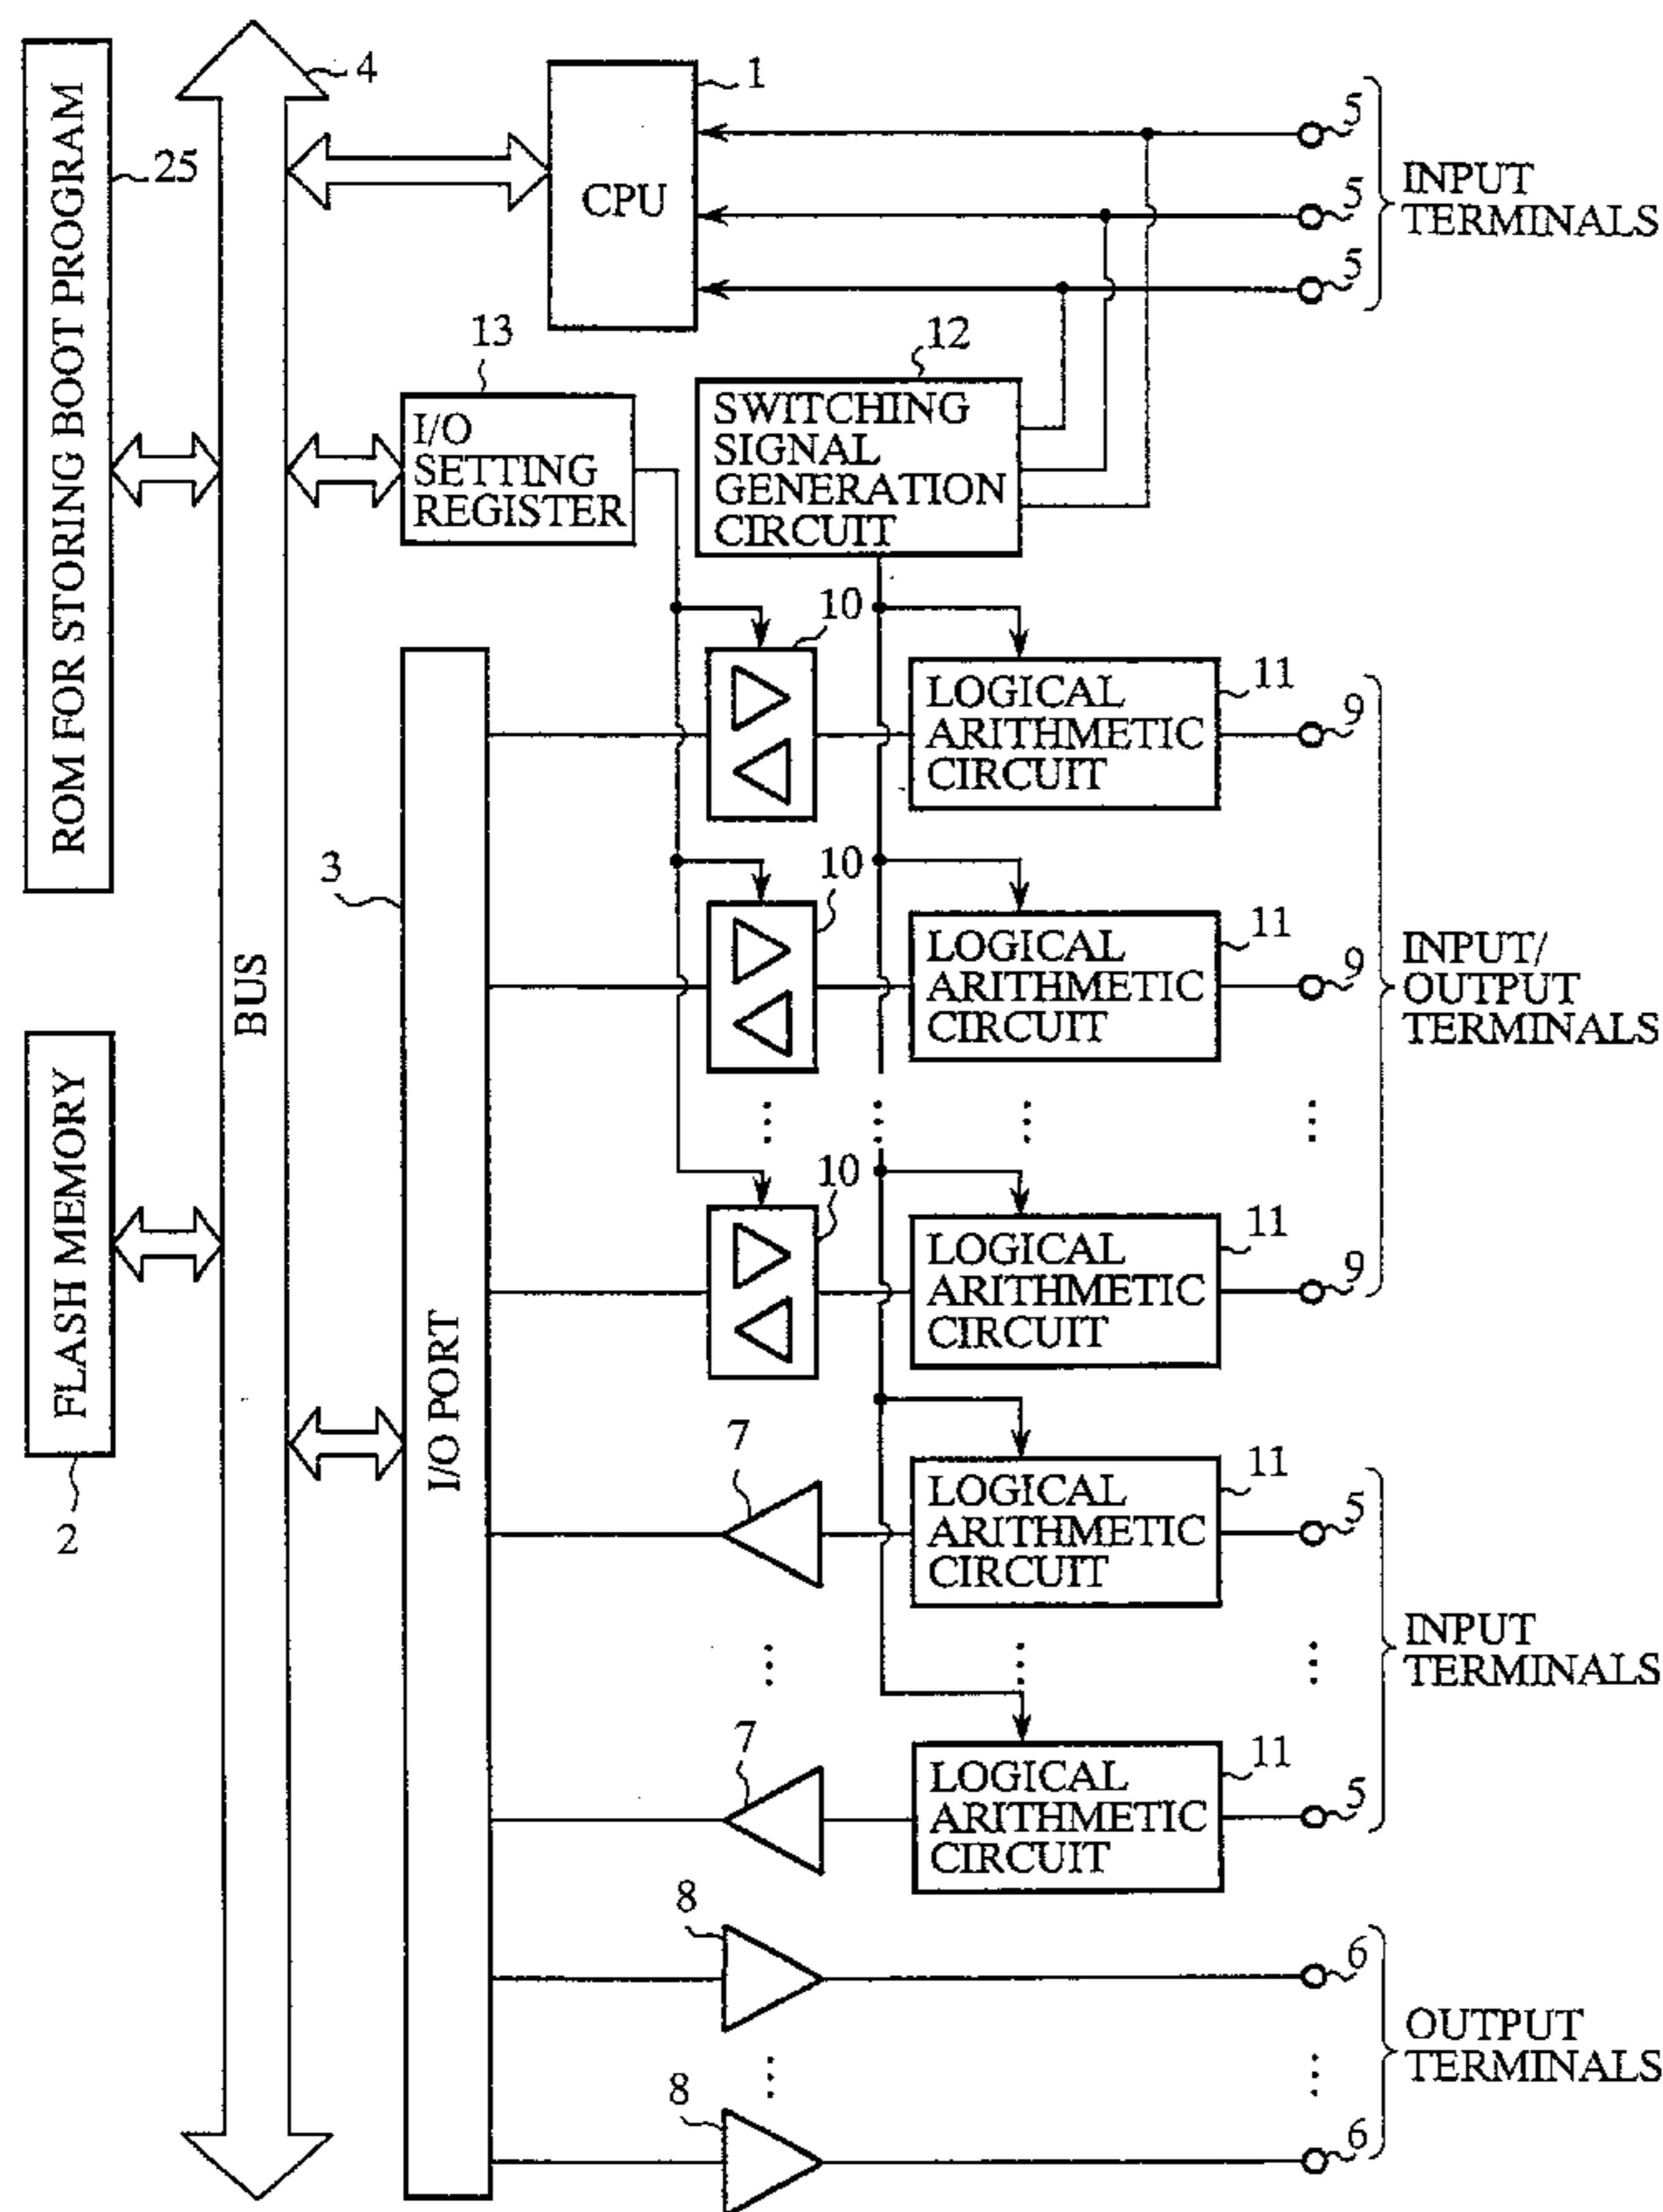 4
1
5
25
ROM FOR STORING BOOT PROGRAM
CPU
5
INPUT
TERMINALS
5
13
12
I/O
SETTING
REGISTER
SWITCHING
SIGNAL
GENERATION
CIRCUIT
10
LOGICAL
ARITHMETIC
CIRCUIT
11
9
3
10
LOGICAL
ARITHMETIC
CIRCUIT
11
9
INPUT/
OUTPUT
TERMINALS
BUS
FLASH MEMORY
2
10
LOGICAL
ARITHMETIC
CIRCUIT
11
9
I/O PORT
7
LOGICAL
ARITHMETIC
CIRCUIT
11
5
INPUT
TERMINALS
7
LOGICAL
ARITHMETIC
CIRCUIT
11
5
8
6
OUTPUT
TERMINALS
8
6